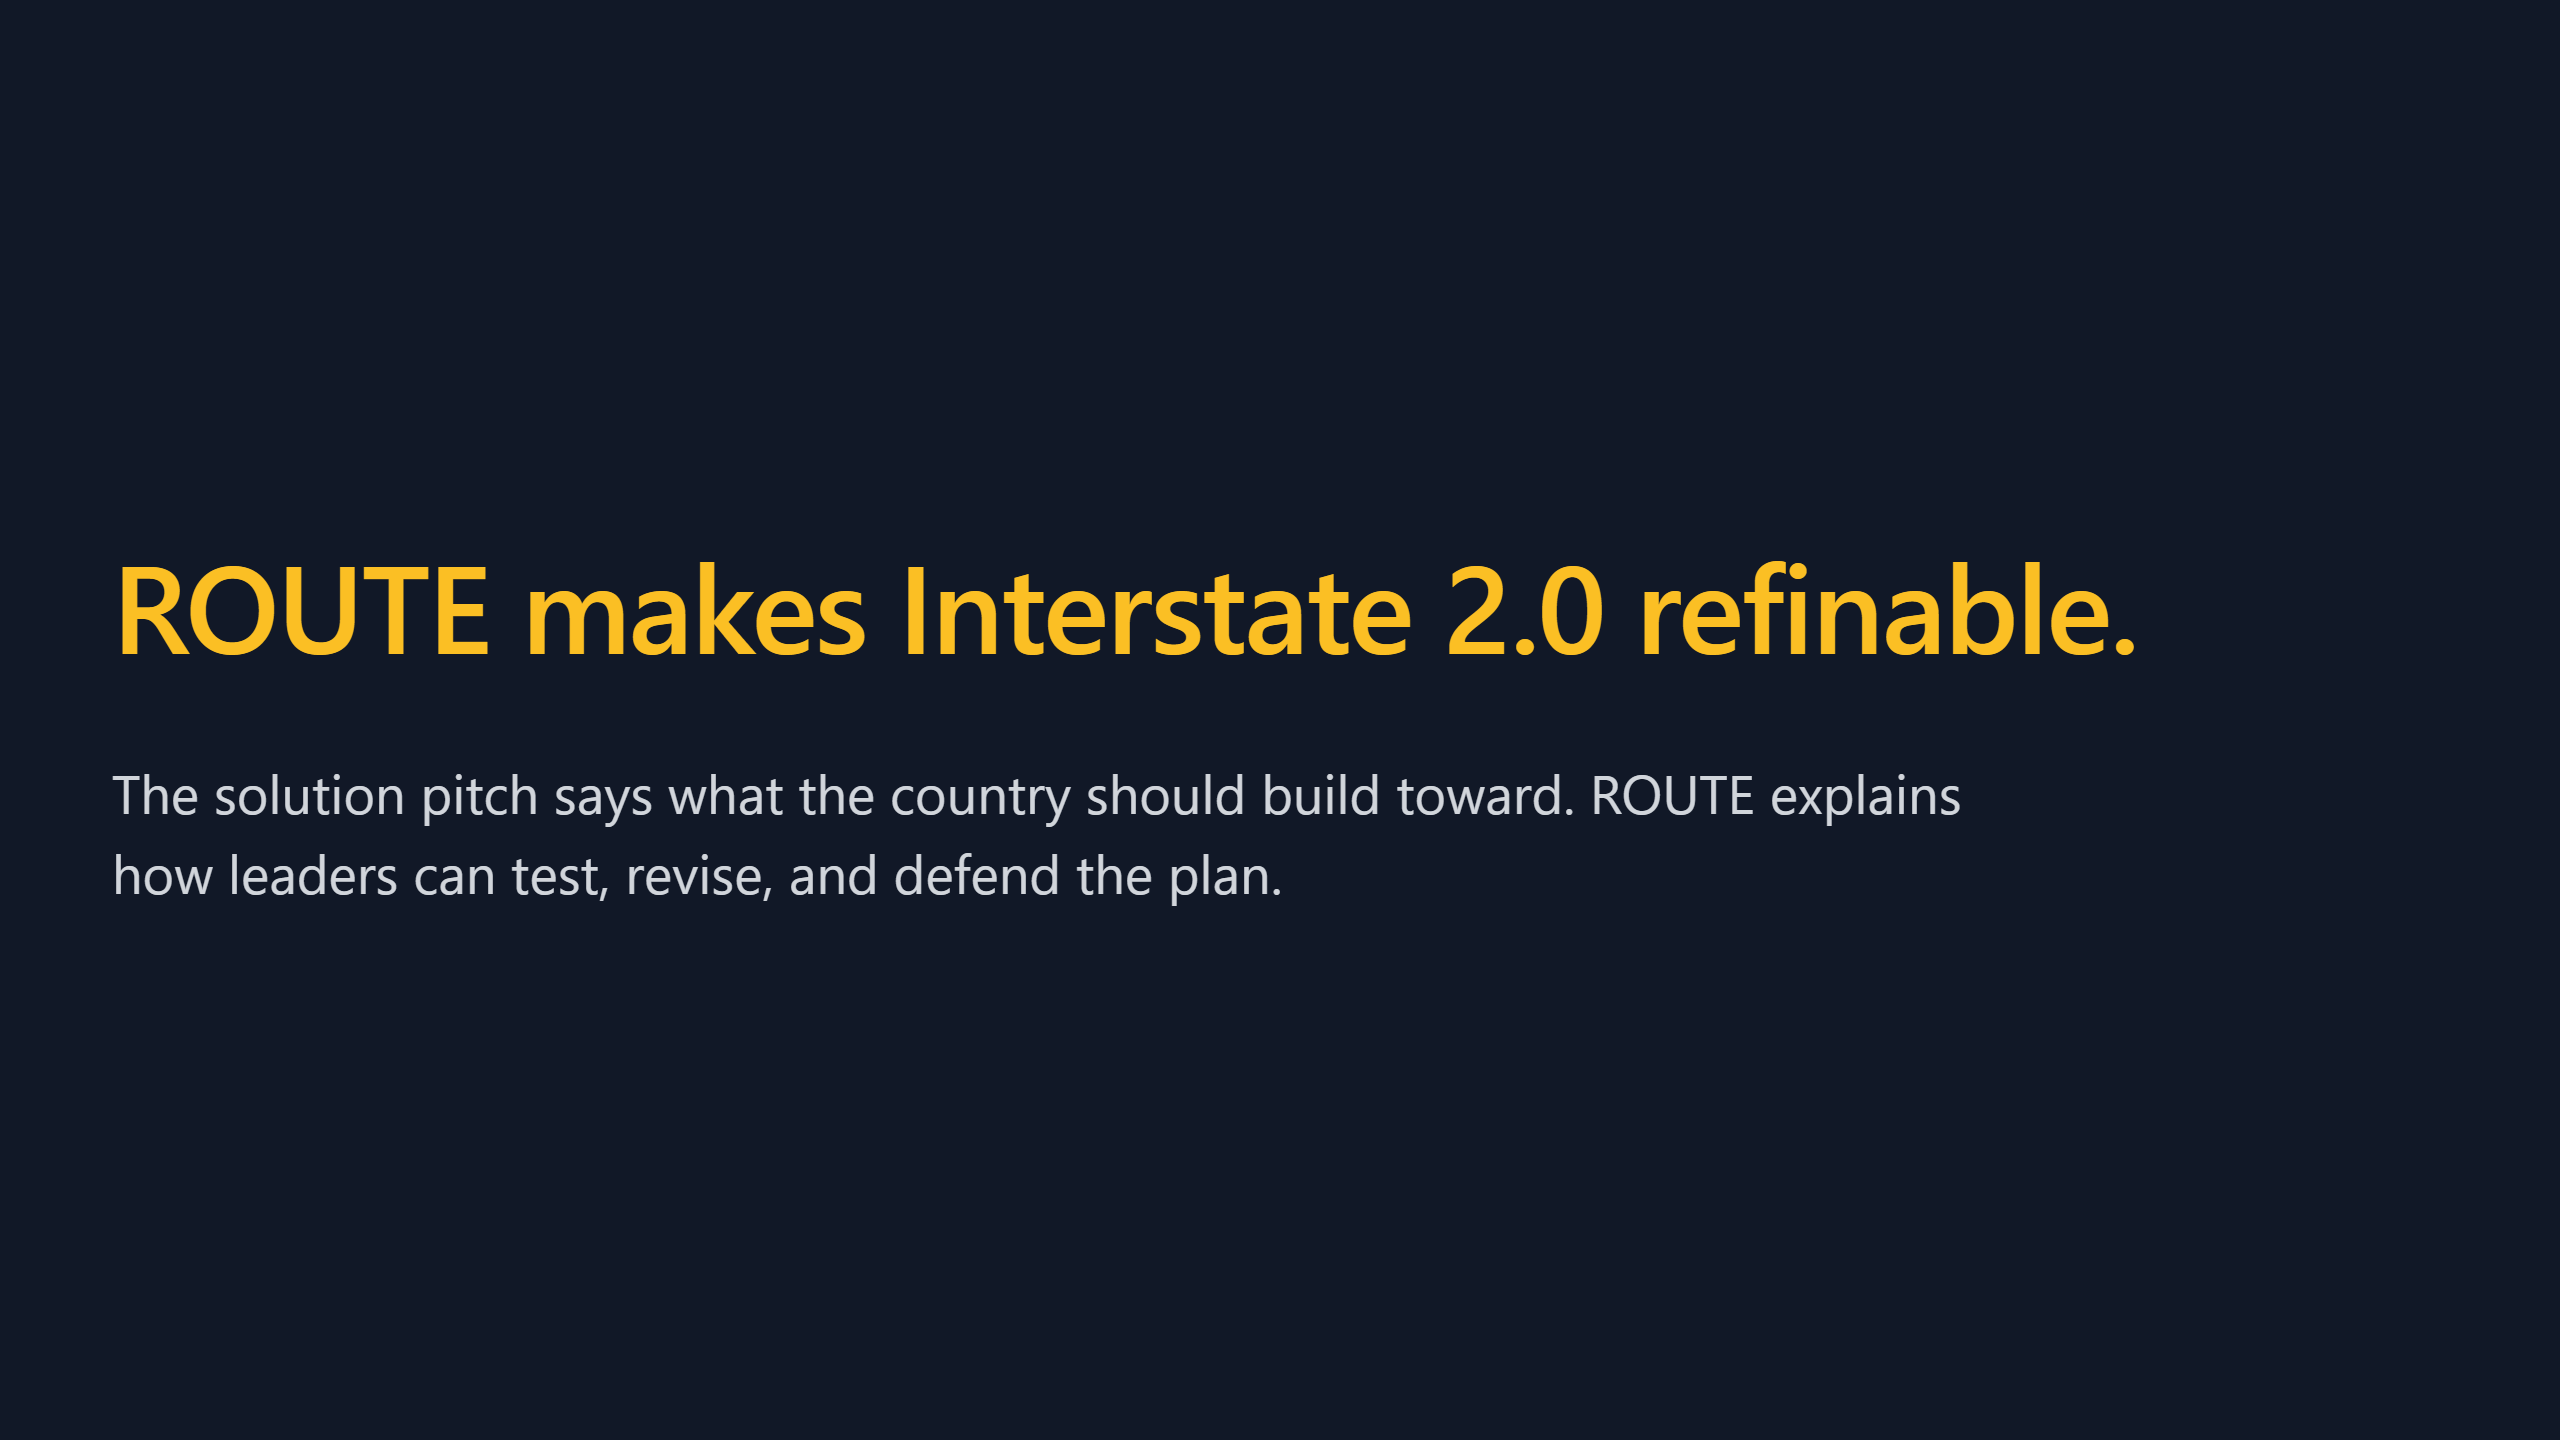 ROUTE makes Interstate 2.0 refinable.
The solution pitch says what the country should build toward. ROUTE explains
how leaders can test, revise, and defend the plan.